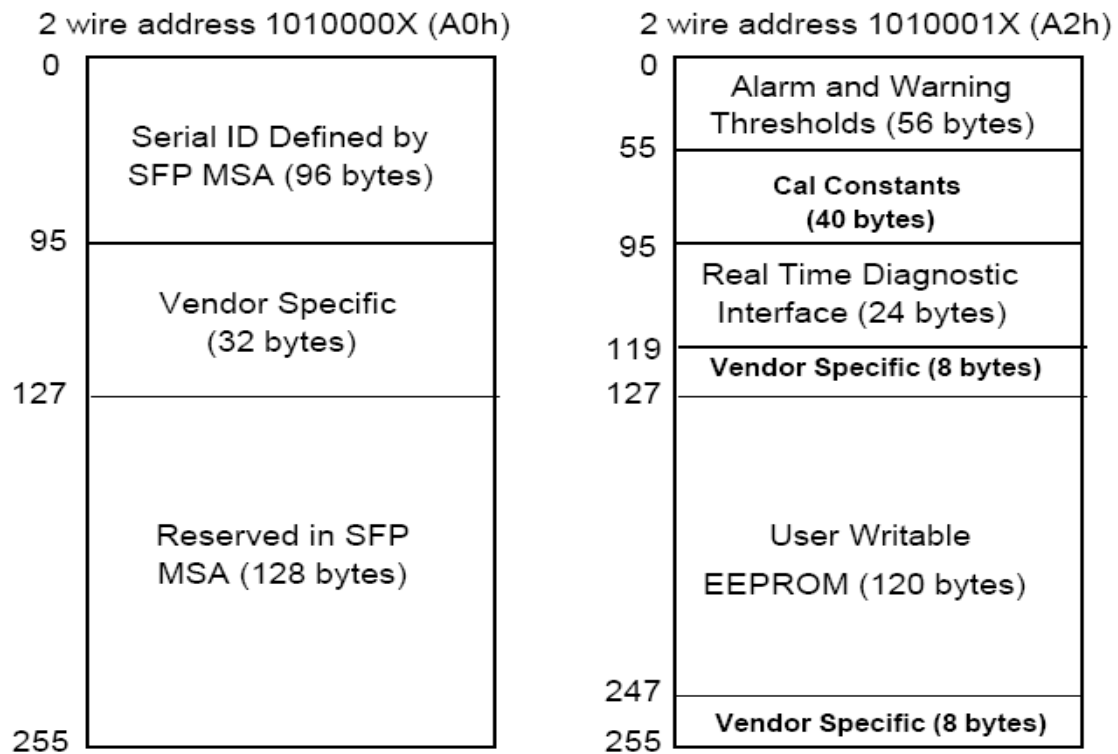 2 wire address 1010000X (A0h)
0
Serial ID Defined by
SFP MSA (96 bytes)
95
Vendor Specific
(32 bytes)
127
Reserved in SFP
MSA (128 bytes)
255
2 wire address 1010001X (A2h)
0
Alarm and Warning
Thresholds (56 bytes)
55
Cal Constants
(40 bytes)
95
Real Time Diagnostic
Interface (24 bytes)
119
Vendor Specific (8 bytes)
127
User Writable
EEPROM (120 bytes)
247
Vendor Specific (8 bytes)
255